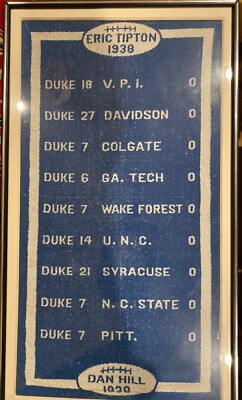 ERIC TIPTON
1938
DUKE 18 V.P.I. 0
DUKE 27 DAVIDSON 0
DUKE 7 COLGATE 0
DUKE 6 GA. TECH 0
DUKE 7 WAKE FOREST 0
DUKE 14 U.N.C. 0
DUKE 21 SYRACUSE 0
DUKE 7 N.C. STATE 0
DUKE 7 PITT. 0
DAN HILL
1939